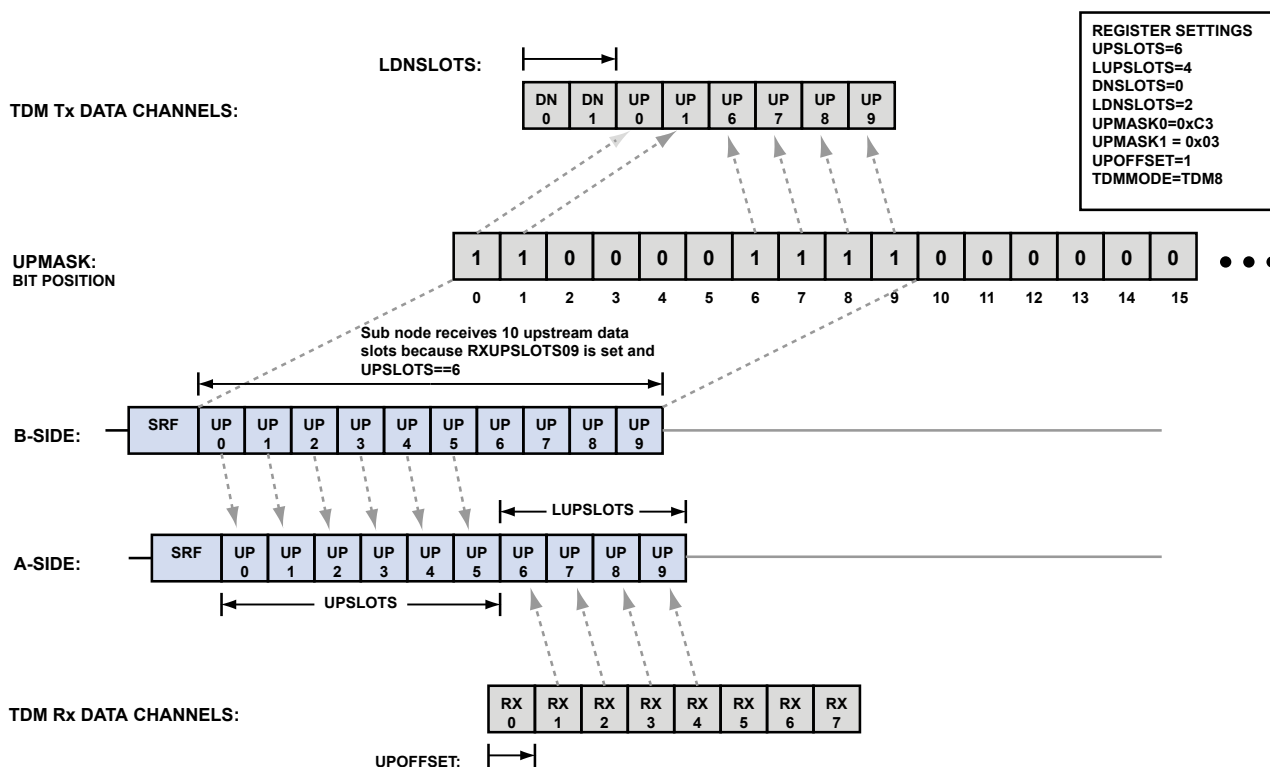 REGISTER SETTINGS
UPSLOTS=6
LUPSLOTS=4
DNSLOTS=0
LDNSLOTS=2
UPMASK0=0xC3
UPMASK1 = 0x03
UPOFFSET=1
TDMMODE=TDM8
LDNSLOTS:
TDM Tx DATA CHANNELS:
DN 0 DN 1 UP 0 UP 1 UP 6 UP 7 UP 8 UP 9
UPMASK:
BIT POSITION
1 1 0 0 0 0 1 1 1 1 0 0 0 0 0 0
0 1 2 3 4 5 6 7 8 9 10 11 12 13 14 15
Sub node receives 10 upstream data
slots because RXUPSLOTS09 is set and
UPSLOTS==6
B-SIDE:
SRF UP 0 UP 1 UP 2 UP 3 UP 4 UP 5 UP 6 UP 7 UP 8 UP 9
LUPSLOTS
A-SIDE:
SRF UP 0 UP 1 UP 2 UP 3 UP 4 UP 5 UP 6 UP 7 UP 8 UP 9
UPSLOTS
TDM Rx DATA CHANNELS:
RX 0 RX 1 RX 2 RX 3 RX 4 RX 5 RX 6 RX 7
UPOFFSET: